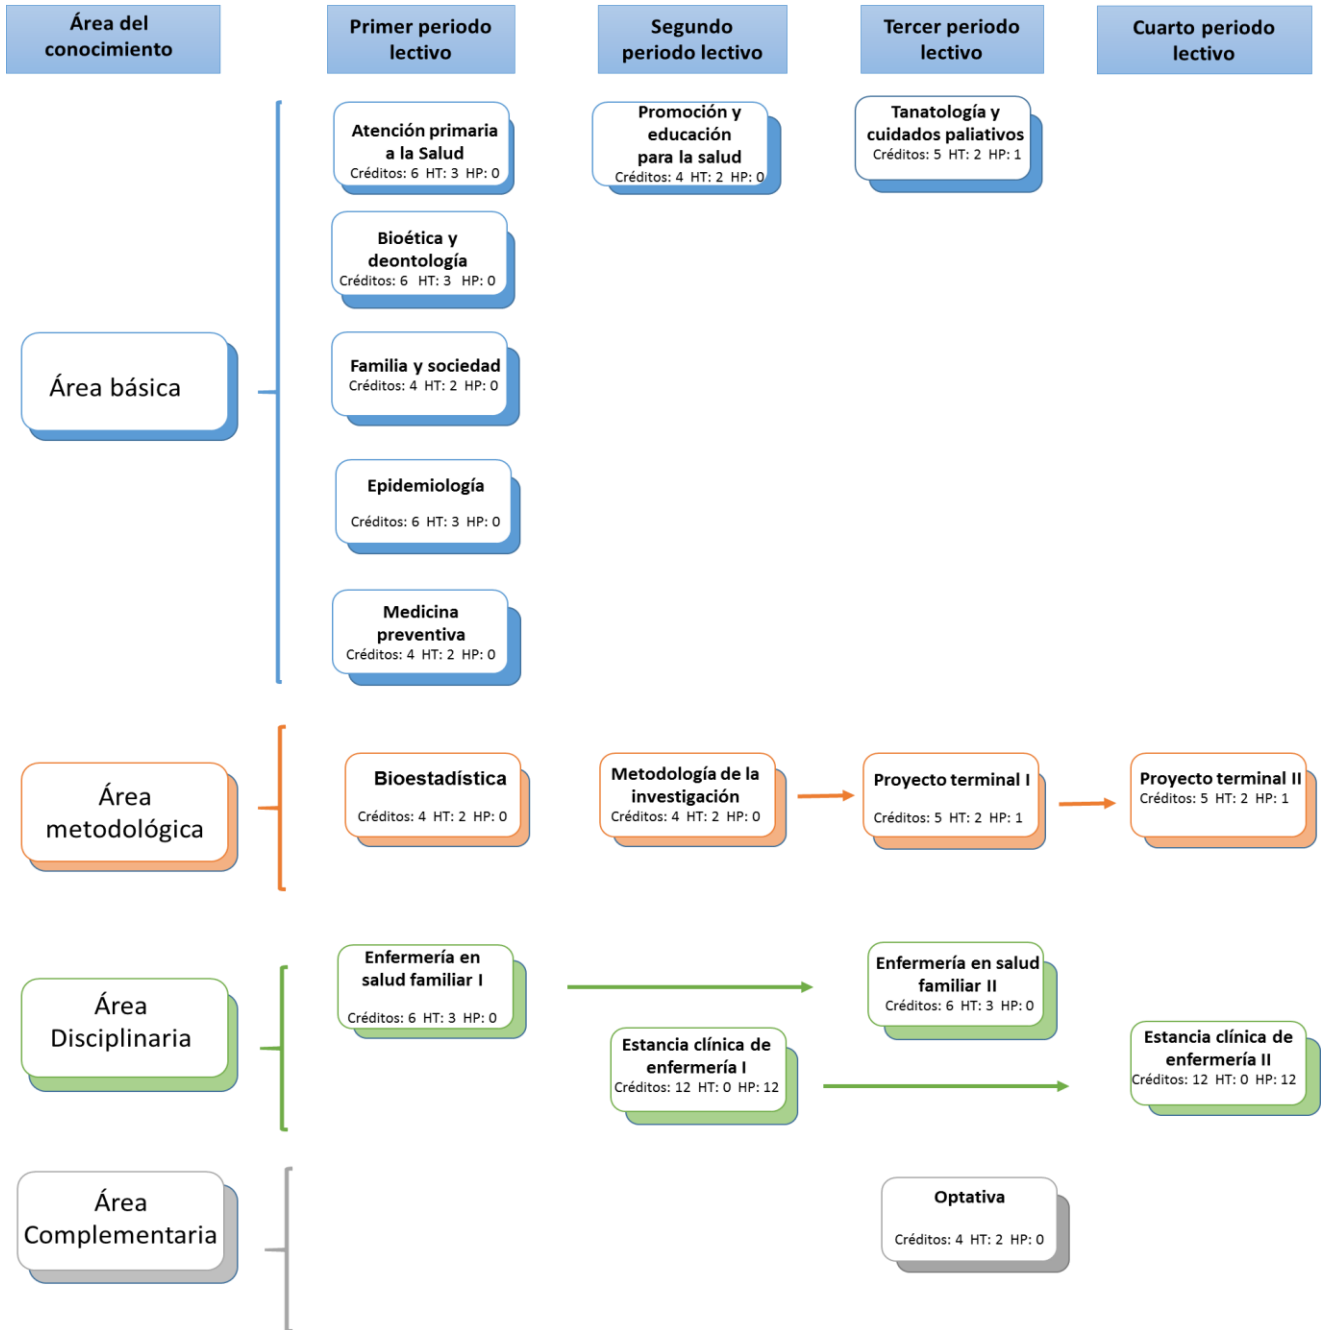 Área del
conocimiento
Primer periodo
lectivo
Segundo
periodo lectivo
Tercer periodo
lectivo
Cuarto periodo
lectivo
Área básica
Atención primaria
a la Salud
Créditos: 6 HT: 3 HP: 0
Promoción y
educación
para la salud
Créditos: 4 HT: 2 HP: 0
Tanatología y
cuidados paliativos
Créditos: 5 HT: 2 HP: 1
Bioética y
deontología
Créditos: 6 HT: 3 HP: 0
Familia y sociedad
Créditos: 4 HT: 2 HP: 0
Epidemiología
Créditos: 6 HT: 3 HP: 0
Medicina
preventiva
Créditos: 4 HT: 2 HP: 0
Área
metodológica
Bioestadística
Créditos: 4 HT: 2 HP: 0
Metodología de la
investigación
Créditos: 4 HT: 2 HP: 0
Proyecto terminal I
Créditos: 5 HT: 2 HP: 1
Proyecto terminal II
Créditos: 5 HT: 2 HP: 1
Área
Disciplinaria
Enfermería en
salud familiar I
Créditos: 6 HT: 3 HP: 0
Estancia clínica de
enfermería I
Créditos: 12 HT: 0 HP: 12
Enfermería en salud
familiar II
Créditos: 6 HT: 3 HP: 0
Estancia clínica de
enfermería II
Créditos: 12 HT: 0 HP: 12
Área
Complementaria
Optativa
Créditos: 4 HT: 2 HP: 0